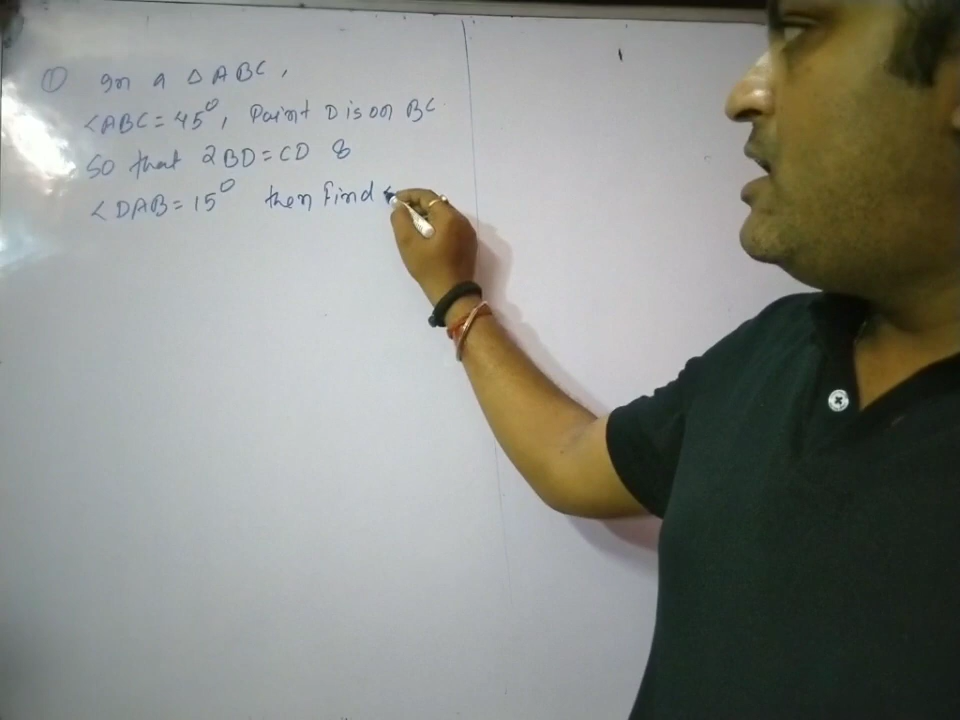 ① In a △ABC,
∠ABC = 45°, Point D is on BC
So that 2BD = CD &
∠DAB = 15° then find